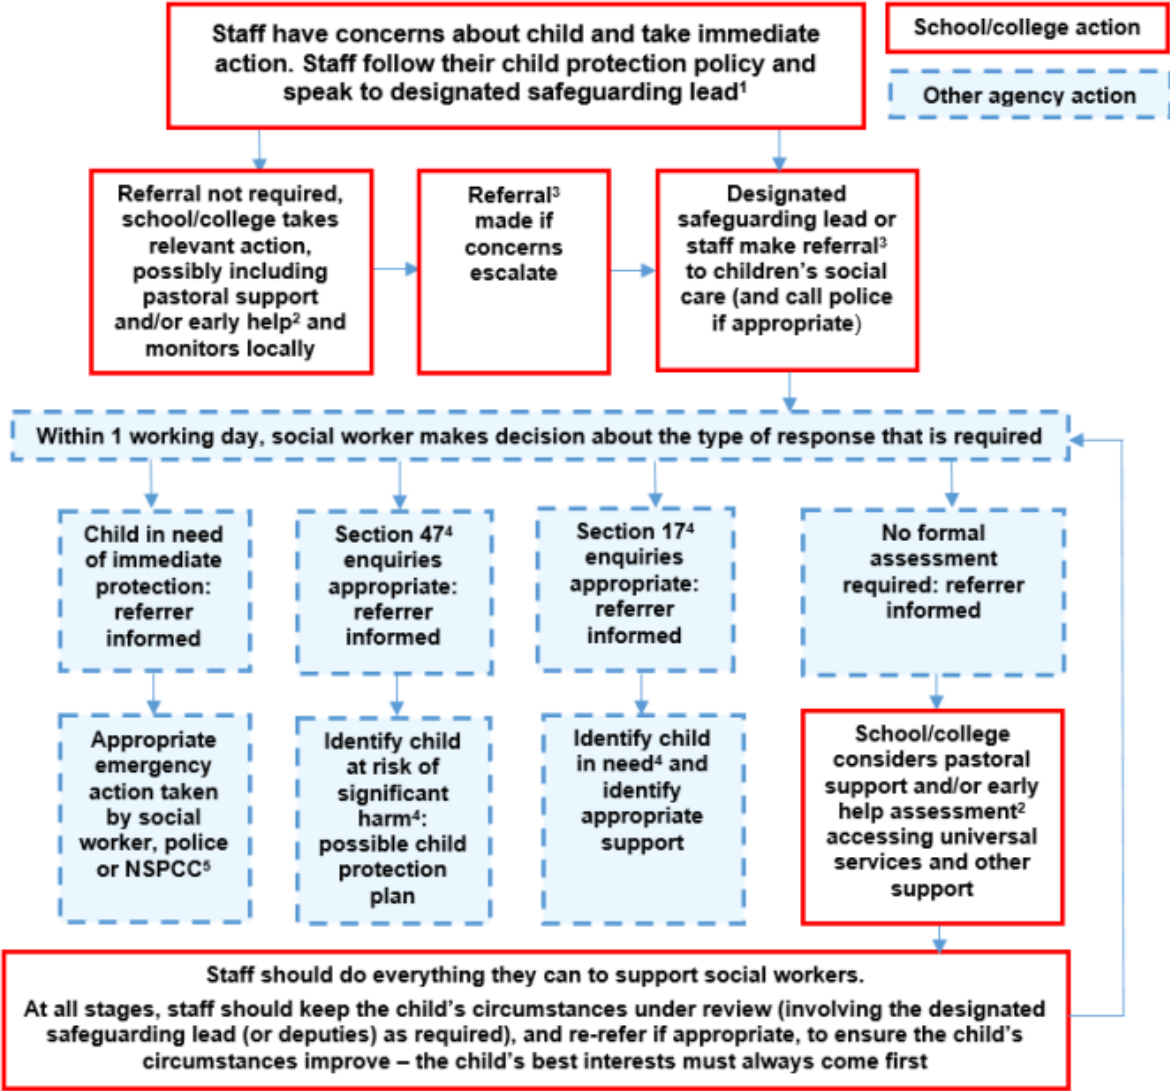 Staff have concerns about child and take immediate
action. Staff follow their child protection policy and
speak to designated safeguarding lead¹
School/college action
Other agency action
Referral not required,
school/college takes
relevant action,
possibly including
pastoral support
and/or early help² and
monitors locally
Referral³
made if
concerns
escalate
Designated
safeguarding lead or
staff make referral³
to children’s social
care (and call police
if appropriate)
Within 1 working day, social worker makes decision about the type of response that is required
Child in need
of immediate
protection:
referrer
informed
Section 47⁴
enquiries
appropriate:
referrer
informed
Section 17⁴
enquiries
appropriate:
referrer
informed
No formal
assessment
required: referrer
informed
Appropriate
emergency
action taken
by social
worker, police
or NSPCC⁵
Identify child
at risk of
significant
harm⁴:
possible child
protection
plan
Identify child
in need⁴ and
identify
appropriate
support
School/college
considers pastoral
support and/or early
help assessment²
accessing universal
services and other
support
Staff should do everything they can to support social workers.
At all stages, staff should keep the child’s circumstances under review (involving the designated
safeguarding lead (or deputies) as required), and re-refer if appropriate, to ensure the child’s
circumstances improve – the child’s best interests must always come first